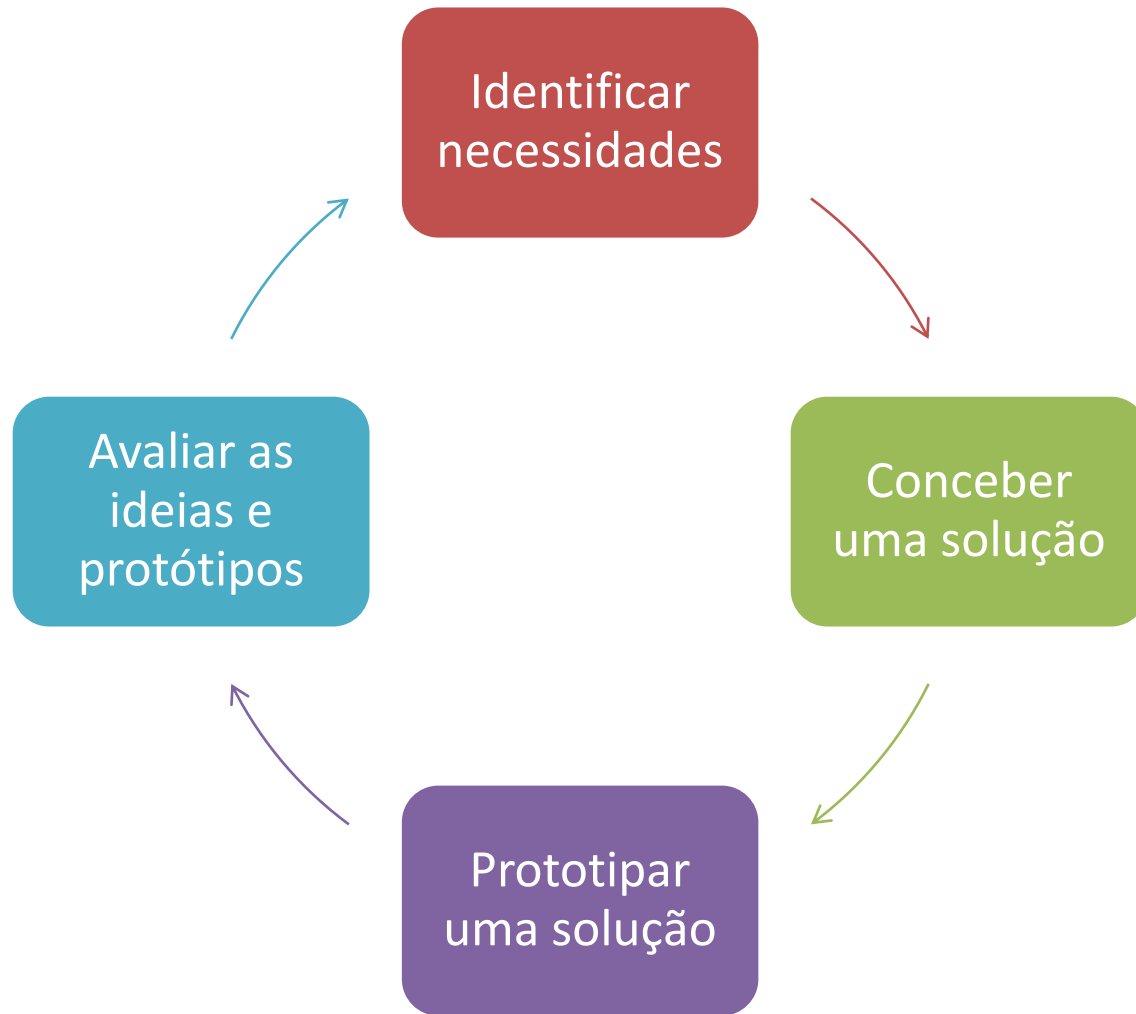 Identificar
necessidades
Conceber
uma solução
Prototipar
uma solução
Avaliar as
ideias e
protótipos